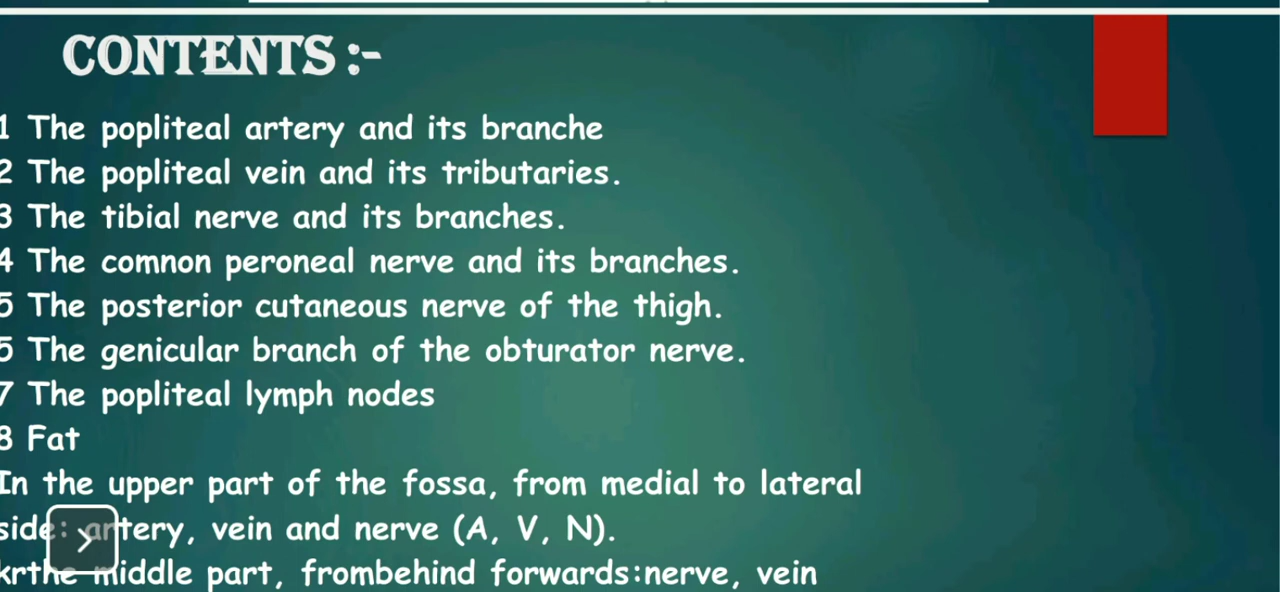 CONTENTS :-
1 The popliteal artery and its branche
2 The popliteal vein and its tributaries.
3 The tibial nerve and its branches.
4 The comnon peroneal nerve and its branches.
5 The posterior cutaneous nerve of the thigh.
6 The genicular branch of the obturator nerve.
7 The popliteal lymph nodes
8 Fat
In the upper part of the fossa, from medial to lateral
side: artery, vein and nerve (A, V, N).
krthe middle part, frombehind forwards:nerve, vein